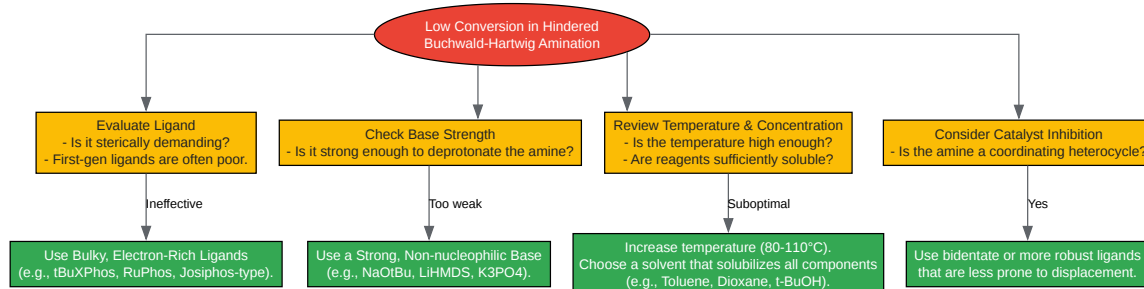 Low Conversion in Hindered
Buchwald-Hartwig Amination
Evaluate Ligand
- Is it sterically demanding?
- First-gen ligands are often poor.
Check Base Strength
- Is it strong enough to deprotonate the amine?
Review Temperature & Concentration
- Is the temperature high enough?
- Are reagents sufficiently soluble?
Consider Catalyst Inhibition
- Is the amine a coordinating heterocycle?
Ineffective
Too weak
Suboptimal
Yes
Use Bulky, Electron-Rich Ligands
(e.g., tBuXPhos, RuPhos, Josiphos-type).
Use a Strong, Non-nucleophilic Base
(e.g., NaOtBu, LiHMDS, K3PO4).
Increase temperature (80-110°C).
Choose a solvent that solubilizes all components
(e.g., Toluene, Dioxane, t-BuOH).
Use bidentate or more robust ligands
that are less prone to displacement.